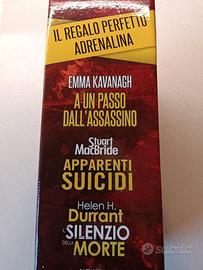 IL REGALO PERFETTO
ADRENALINA
EMMA KAVANAGH
A UN PASSO
DALL'ASSASSINO
Stuart
MacBride
APPARENTI
SUICIDI
Helen H.
Durrant
IL SILENZIO
DELLA MORTE
subito